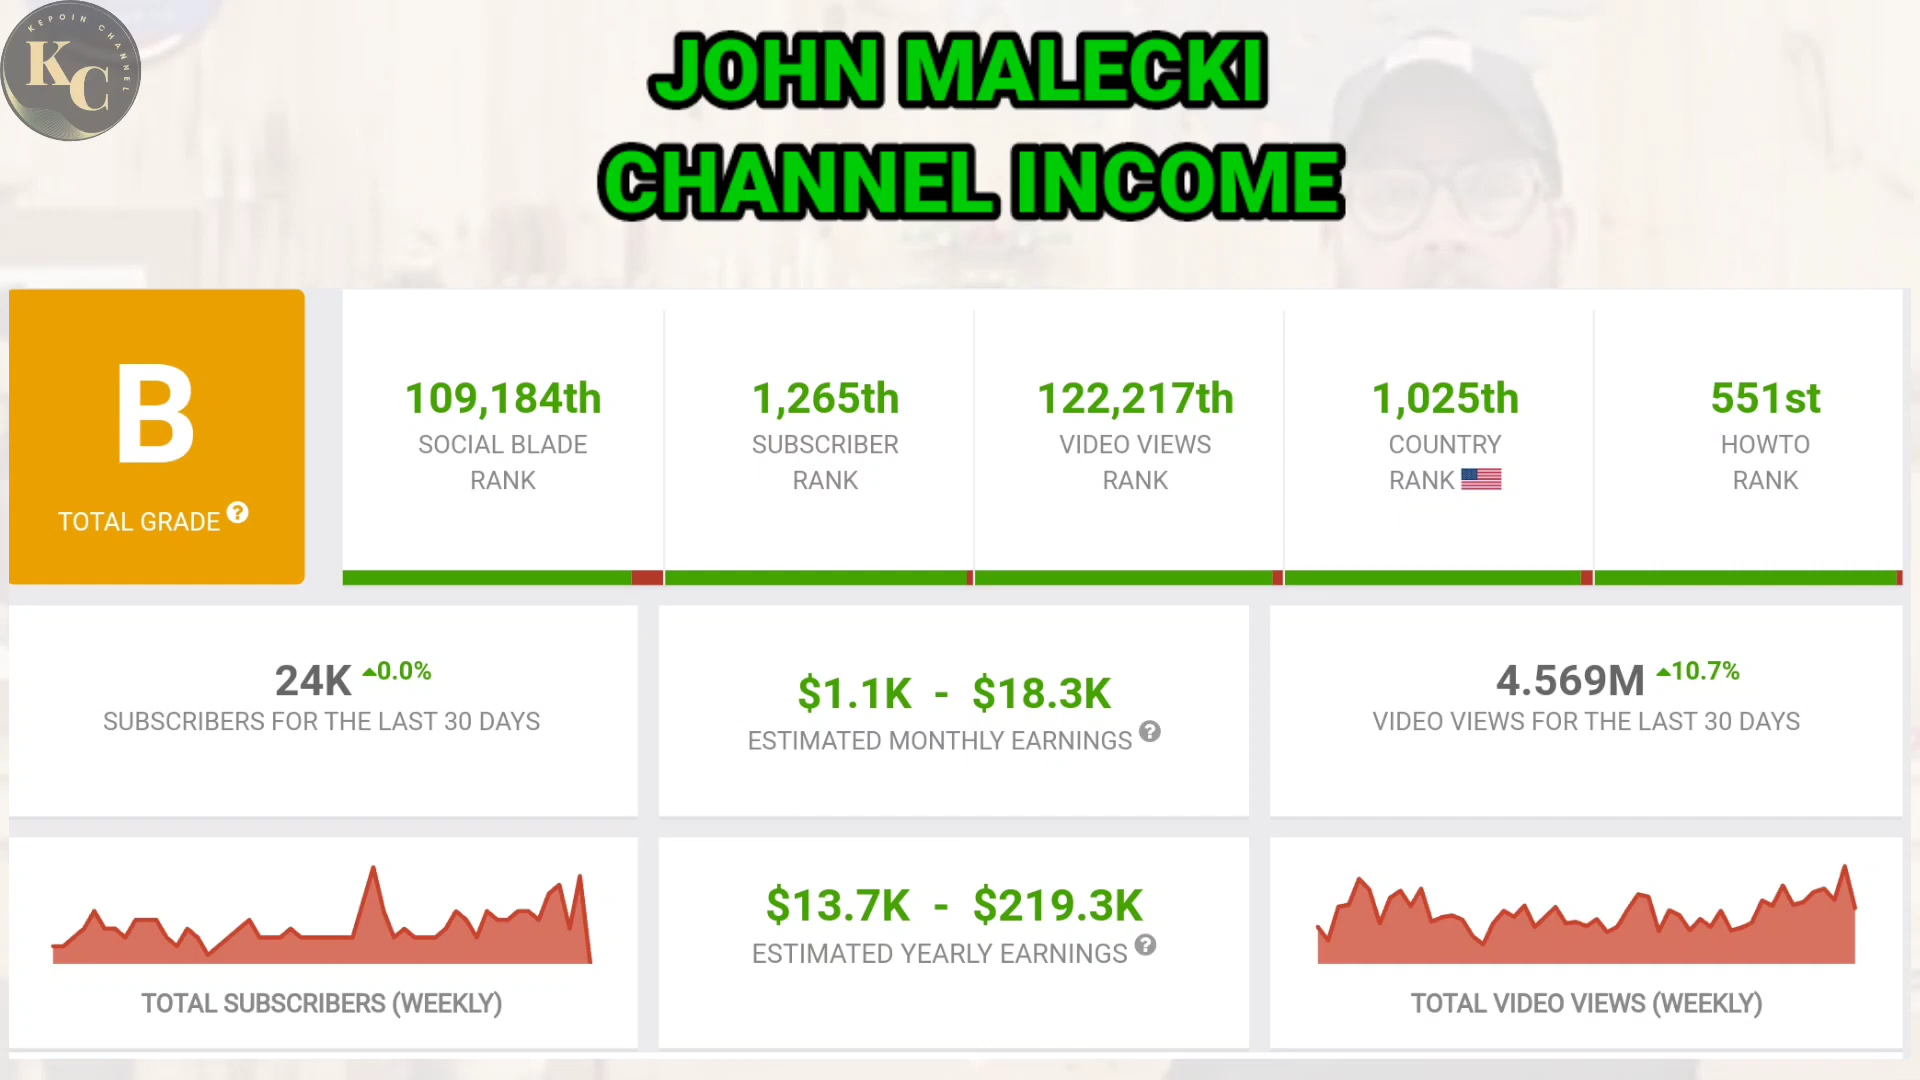 KEPOIN CHANNEL
KC
JOHN MALECKI
CHANNEL INCOME
B
TOTAL GRADE ?
109,184th
SOCIAL BLADE
RANK
1,265th
SUBSCRIBER
RANK
122,217th
VIDEO VIEWS
RANK
1,025th
COUNTRY
RANK
551st
HOWTO
RANK
24K 0.0%
SUBSCRIBERS FOR THE LAST 30 DAYS
$1.1K - $18.3K
ESTIMATED MONTHLY EARNINGS ?
4.569M 10.7%
VIDEO VIEWS FOR THE LAST 30 DAYS
TOTAL SUBSCRIBERS (WEEKLY)
$13.7K - $219.3K
ESTIMATED YEARLY EARNINGS ?
TOTAL VIDEO VIEWS (WEEKLY)